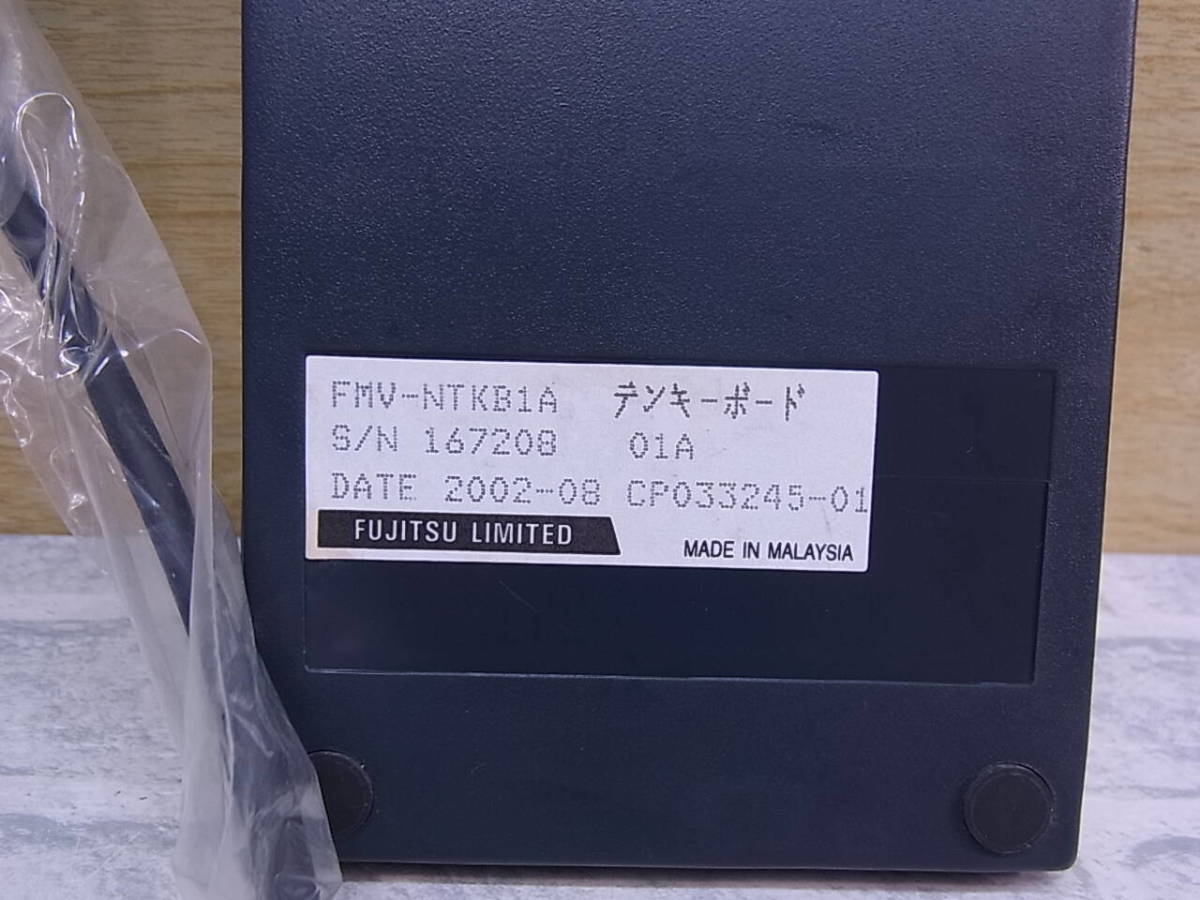 FMV-NTKB1A テンキーボード
S/N 167208 01A
DATE 2002-08 CP033245-01
FUJITSU LIMITED
MADE IN MALAYSIA